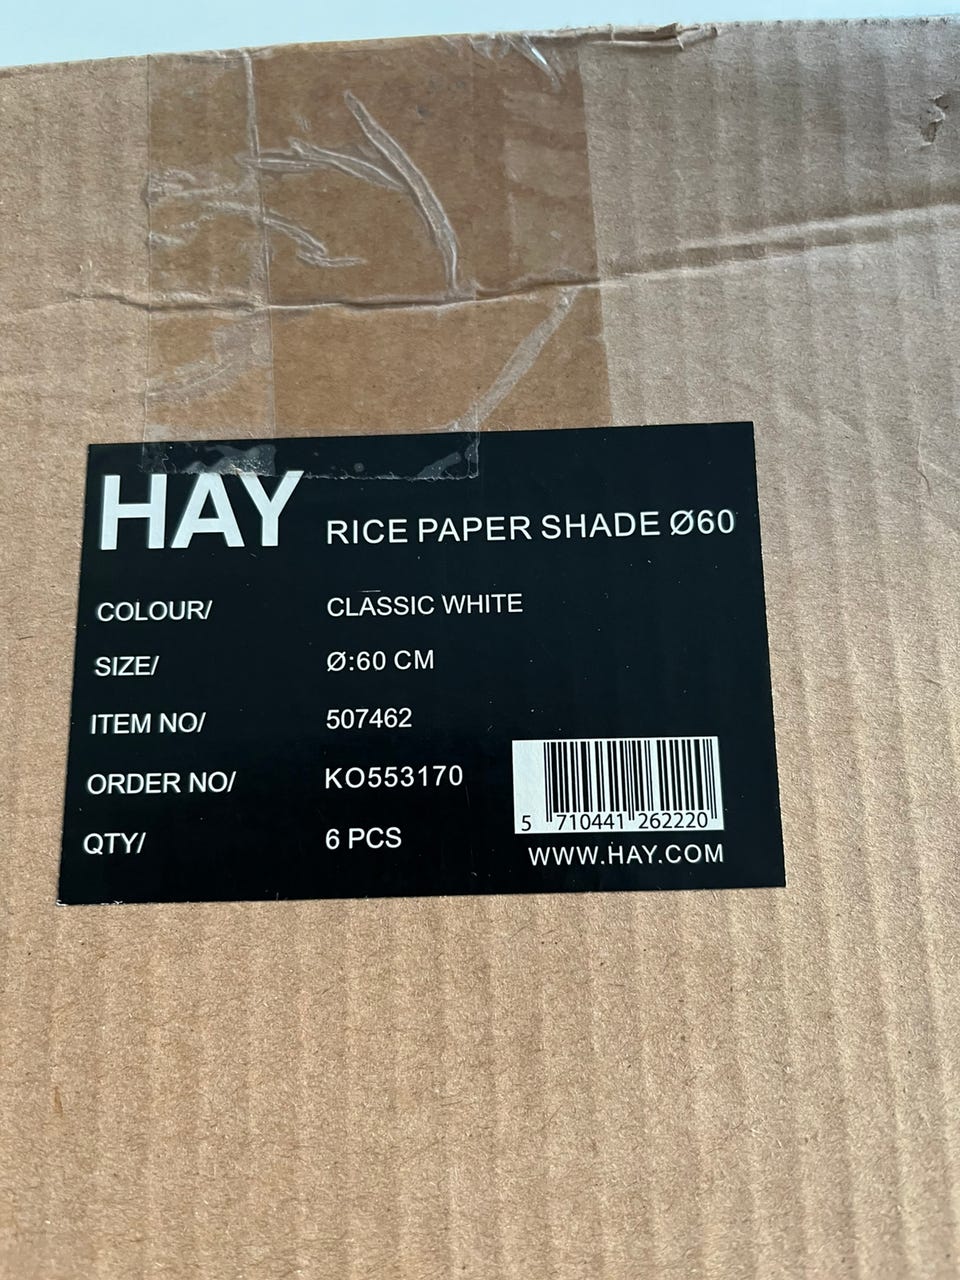 HAY RICE PAPER SHADE Ø60
COLOUR/ CLASSIC WHITE
SIZE/ Ø:60 CM
ITEM NO/ 507462
ORDER NO/ KO553170
QTY/ 6 PCS
5 710441 262220
WWW.HAY.COM